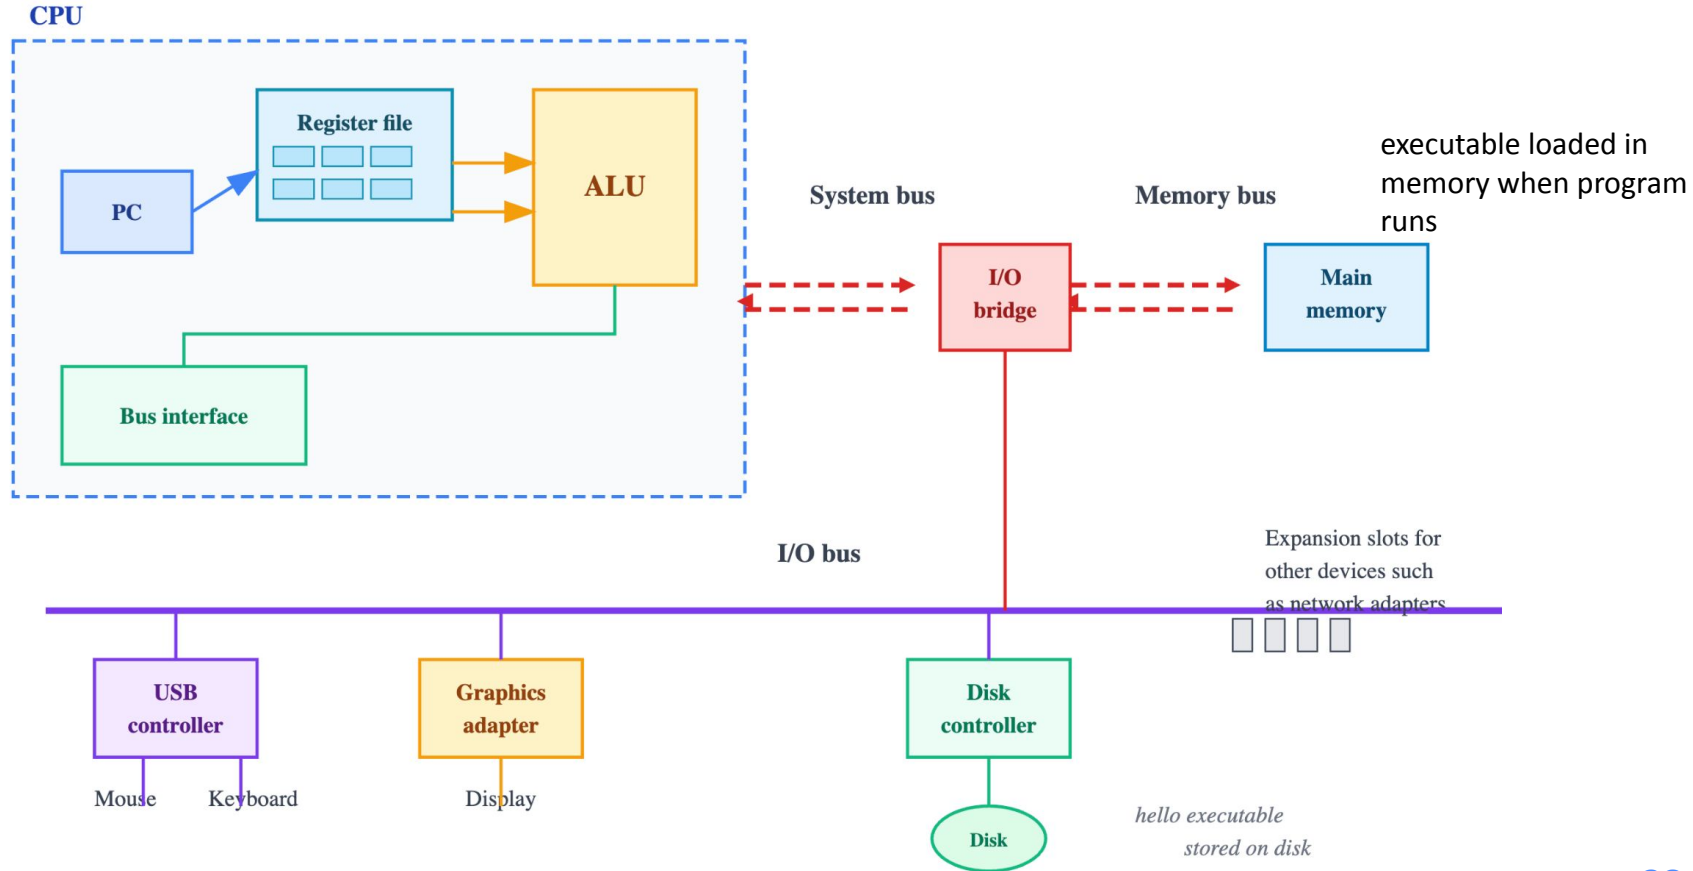 CPU
Register file
ALU
PC
Bus interface
System bus
Memory bus
executable loaded in
memory when program
runs
I/O
bridge
Main
memory
I/O bus
Expansion slots for
other devices such
as network adapters
USB
controller
Graphics
adapter
Disk
controller
Mouse
Keyboard
Display
Disk
hello executable
stored on disk